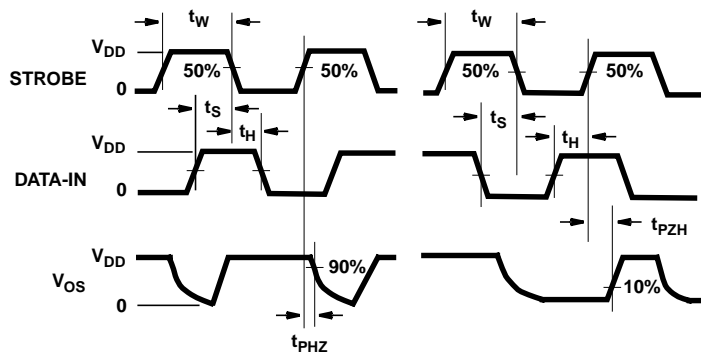 tW
tW
VDD
STROBE
50%
50%
50%
50%
0
tS
tS
tH
tH
VDD
DATA-IN
0
tPZH
VDD
VOS
90%
10%
0
tPHZ